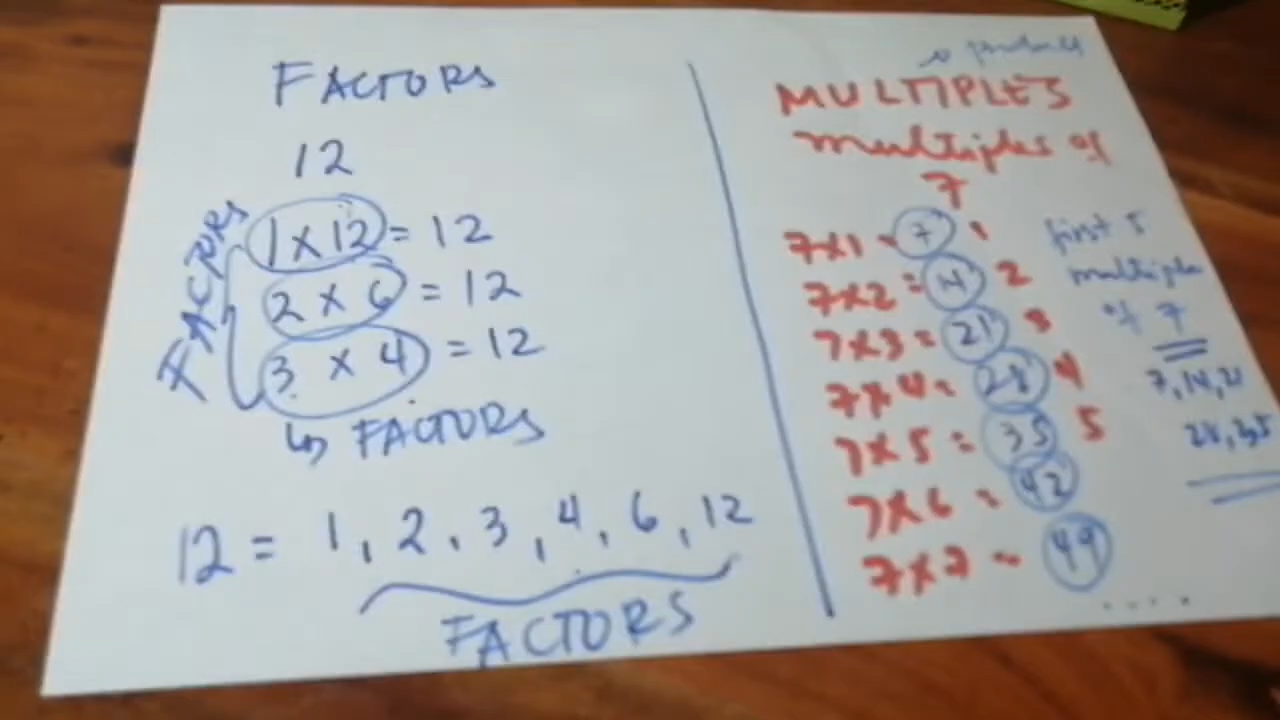 FACTORS
12
FACTORS
1 x 12 = 12
2 x 6 = 12
3 x 4 = 12
↳ FACTORS
12 = 1, 2, 3, 4, 6, 12
FACTORS
product
MULTIPLES
multiples of
7
7x1 = 7 1
7x2 = 14 2
7x3 = 21 3
7x4 = 28 4
7x5 = 35 5
7x6 = 42
7x7 = 49
....
first 5
multiples
of 7
7, 14, 21
28, 35